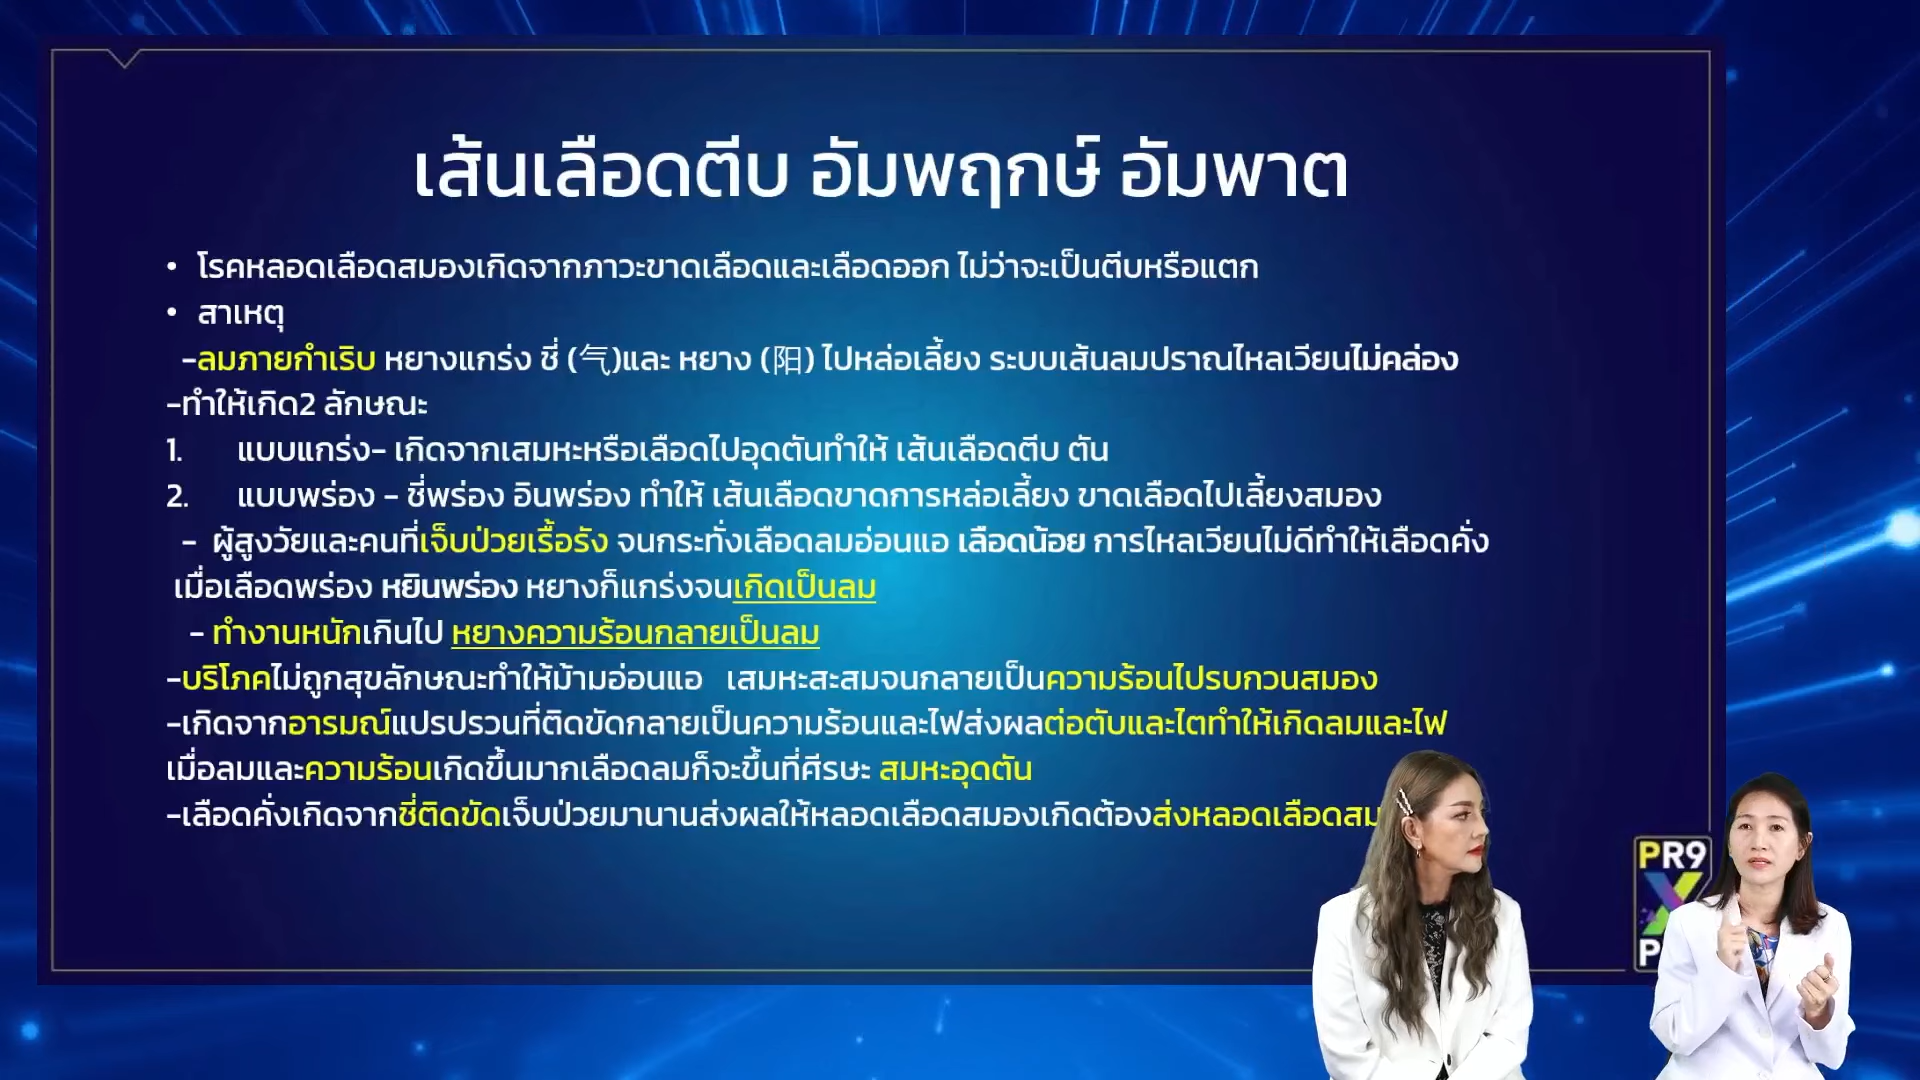 เส้นเลือดตีบ อัมพฤกษ์ อัมพาต
• โรคหลอดเลือดสมองเกิดจากภาวะขาดเลือดและเลือดออก ไม่ว่าจะเป็นตีบหรือแตก
• สาเหตุ
-ลมภายกำเริบ หยางแกร่ง ชี่ (气)และ หยาง (阳) ไปหล่อเลี้ยง ระบบเส้นลมปราณไหลเวียนไม่คล่อง
-ทำให้เกิด2 ลักษณะ
1. แบบแกร่ง- เกิดจากเสมหะหรือเลือดไปอุดตันทำให้ เส้นเลือดตีบ ตัน
2. แบบพร่อง - ชี่พร่อง อินพร่อง ทำให้ เส้นเลือดขาดการหล่อเลี้ยง ขาดเลือดไปเลี้ยงสมอง
- ผู้สูงวัยและคนที่เจ็บป่วยเรื้อรัง จนกระทั่งเลือดลมอ่อนแอ เลือดน้อย การไหลเวียนไม่ดีทำให้เลือดคั่ง
เมื่อเลือดพร่อง หยินพร่อง หยางก็แกร่งจนเกิดเป็นลม
- ทำงานหนักเกินไป หยางความร้อนกลายเป็นลม
-บริโภคไม่ถูกสุขลักษณะทำให้ม้ามอ่อนแอ เสมหะสะสมจนกลายเป็นความร้อนไปรบกวนสมอง
-เกิดจากอารมณ์แปรปรวนที่ติดขัดกลายเป็นความร้อนและไฟส่งผลต่อตับและไตทำให้เกิดลมและไฟ
เมื่อลมและความร้อนเกิดขึ้นมากเลือดลมก็จะขึ้นที่ศีรษะ สมหะอุดตัน
-เลือดคั่งเกิดจากชี่ติดขัดเจ็บป่วยมานานส่งผลให้หลอดเลือดสมองเกิดต้องส่งหลอดเลือดสม
PR9
X
P